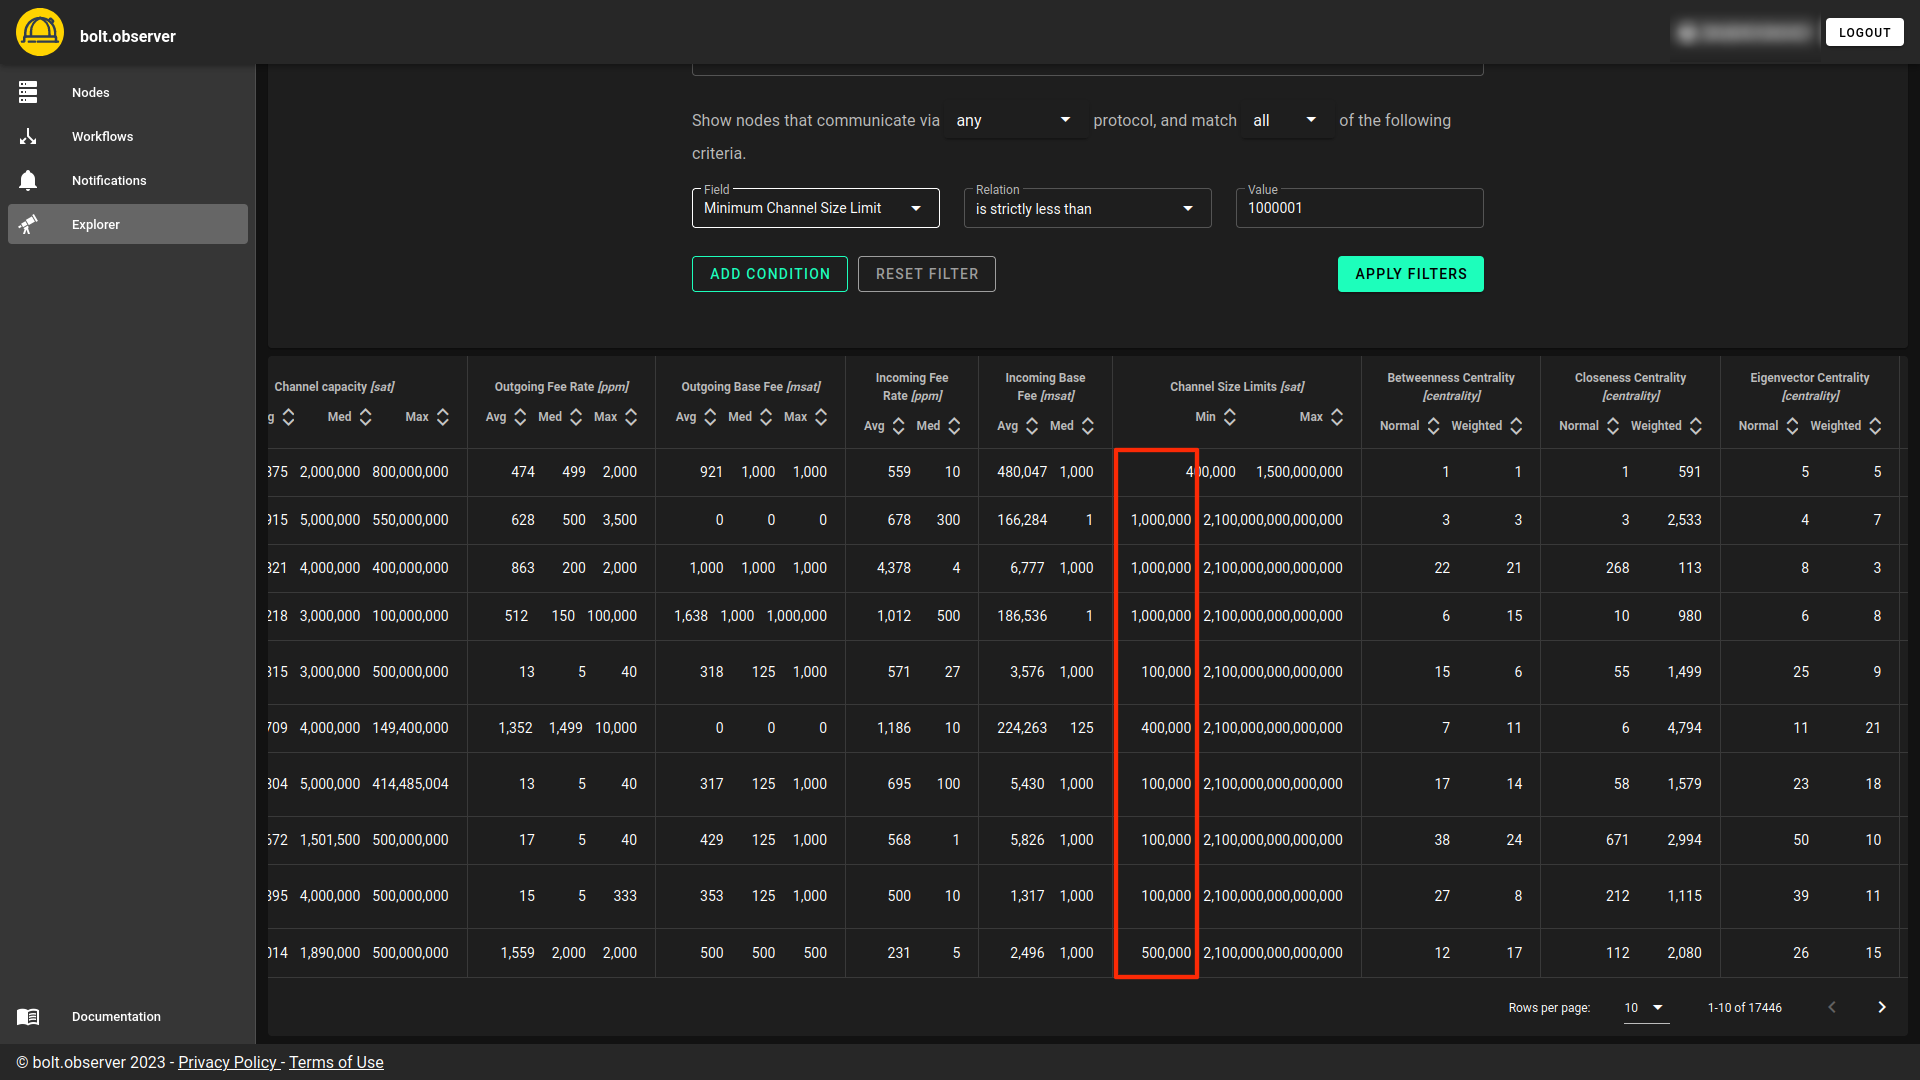 bolt.observer
LOGOUT
Nodes
Workflows
Notifications
Explorer
Documentation
Show nodes that communicate via any protocol, and match all of the following
criteria.
Field Relation Value
Minimum Channel Size Limit is strictly less than 1000001
ADD CONDITION RESET FILTER APPLY FILTERS
Channel capacity [sat] Outgoing Fee Rate [ppm] Outgoing Base Fee [msat] Incoming Fee Rate [ppm] Incoming Base Fee [msat] Channel Size Limits [sat] Betweenness Centrality [centrality] Closeness Centrality [centrality] Eigenvector Centrality [centrality]
g Med Max Avg Med Max Avg Med Max Avg Med Avg Med Min Max Normal Weighted Normal Weighted Normal Weighted
375 2,000,000 800,000,000 474 499 2,000 921 1,000 1,000 559 10 480,047 1,000 400,000 1,500,000,000 1 1 1 591 5 5
915 5,000,000 550,000,000 628 500 3,500 0 0 0 678 300 166,284 1 1,000,000 2,100,000,000,000,000 3 3 3 2,533 4 7
321 4,000,000 400,000,000 863 200 2,000 1,000 1,000 1,000 4,378 4 6,777 1,000 1,000,000 2,100,000,000,000,000 22 21 268 113 8 3
218 3,000,000 100,000,000 512 150 100,000 1,638 1,000 1,000,000 1,012 500 186,536 1 1,000,000 2,100,000,000,000,000 6 15 10 980 6 8
315 3,000,000 500,000,000 13 5 40 318 125 1,000 571 27 3,576 1,000 100,000 2,100,000,000,000,000 15 6 55 1,499 25 9
709 4,000,000 149,400,000 1,352 1,499 10,000 0 0 0 1,186 10 224,263 125 400,000 2,100,000,000,000,000 7 11 6 4,794 11 21
304 5,000,000 414,485,004 13 5 40 317 125 1,000 695 100 5,430 1,000 100,000 2,100,000,000,000,000 17 14 58 1,579 23 18
572 1,501,500 500,000,000 17 5 40 429 125 1,000 568 1 5,826 1,000 100,000 2,100,000,000,000,000 38 24 671 2,994 50 10
395 4,000,000 500,000,000 15 5 333 353 125 1,000 500 10 1,317 1,000 100,000 2,100,000,000,000,000 27 8 212 1,115 39 11
014 1,890,000 500,000,000 1,559 2,000 2,000 500 500 500 231 5 2,496 1,000 500,000 2,100,000,000,000,000 12 17 112 2,080 26 15
Rows per page: 10 1-10 of 17446
© bolt.observer 2023 - Privacy Policy - Terms of Use